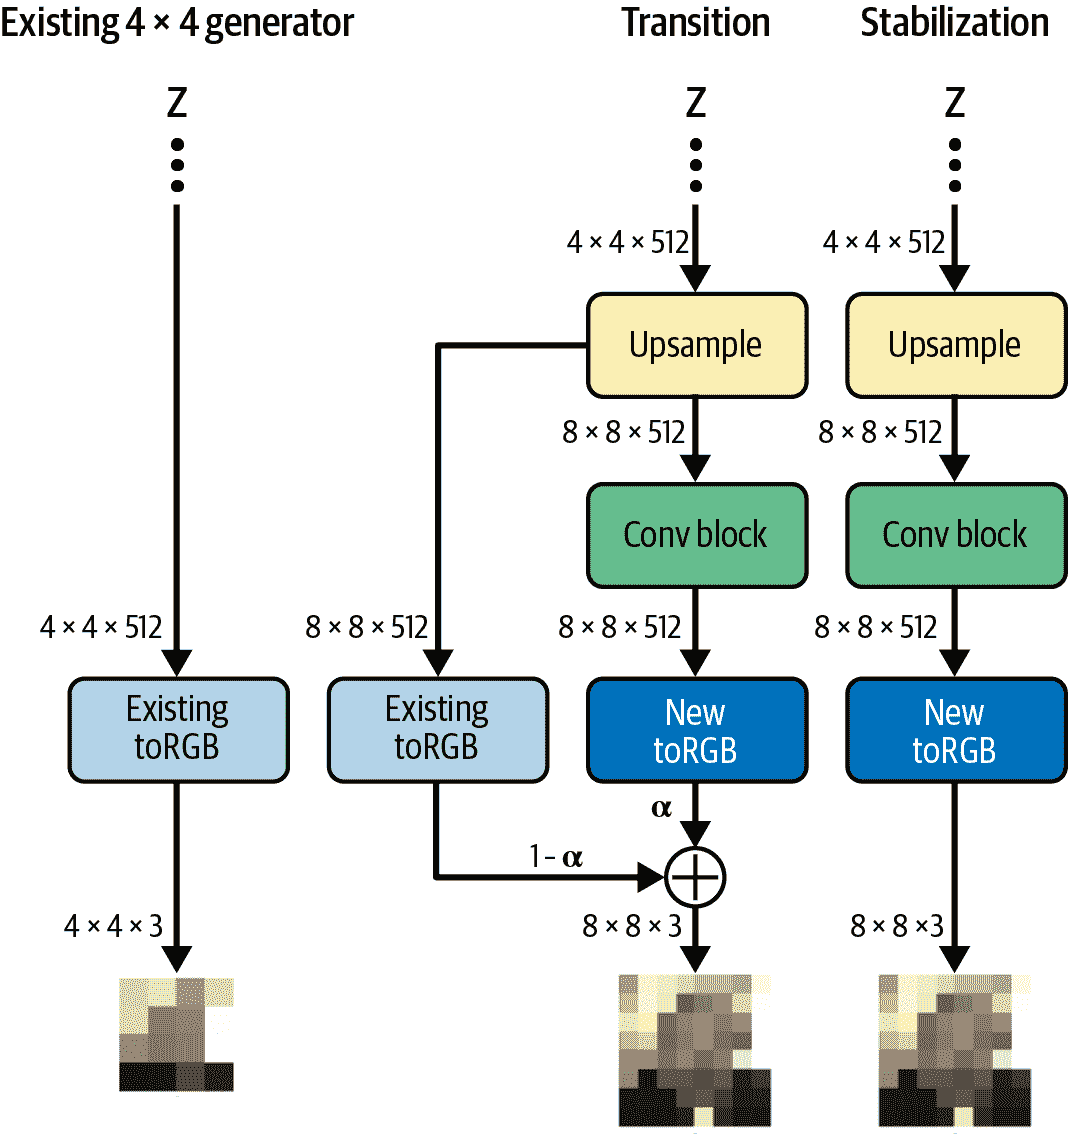 Existing 4 × 4 generator
Transition
Stabilization
Z
Z
Z
4 × 4 × 512
4 × 4 × 512
Upsample
Upsample
8 × 8 × 512
8 × 8 × 512
Conv block
Conv block
4 × 4 × 512
8 × 8 × 512
8 × 8 × 512
8 × 8 × 512
Existing
toRGB
Existing
toRGB
New
toRGB
New
toRGB
α
1 - α
4 × 4 × 3
8 × 8 × 3
8 × 8 ×3